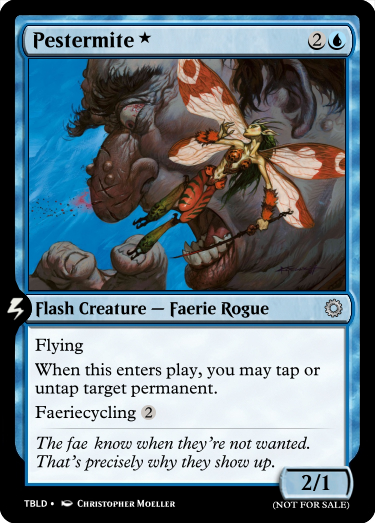 Pestermite ★ 2
Flash Creature — Faerie Rogue
Flying
When this enters play, you may tap or
untap target permanent.
Faeriecycling 2
The fae know when they're not wanted.
That's precisely why they show up.
2/1
TBLD • Christopher Moeller
(NOT FOR SALE)